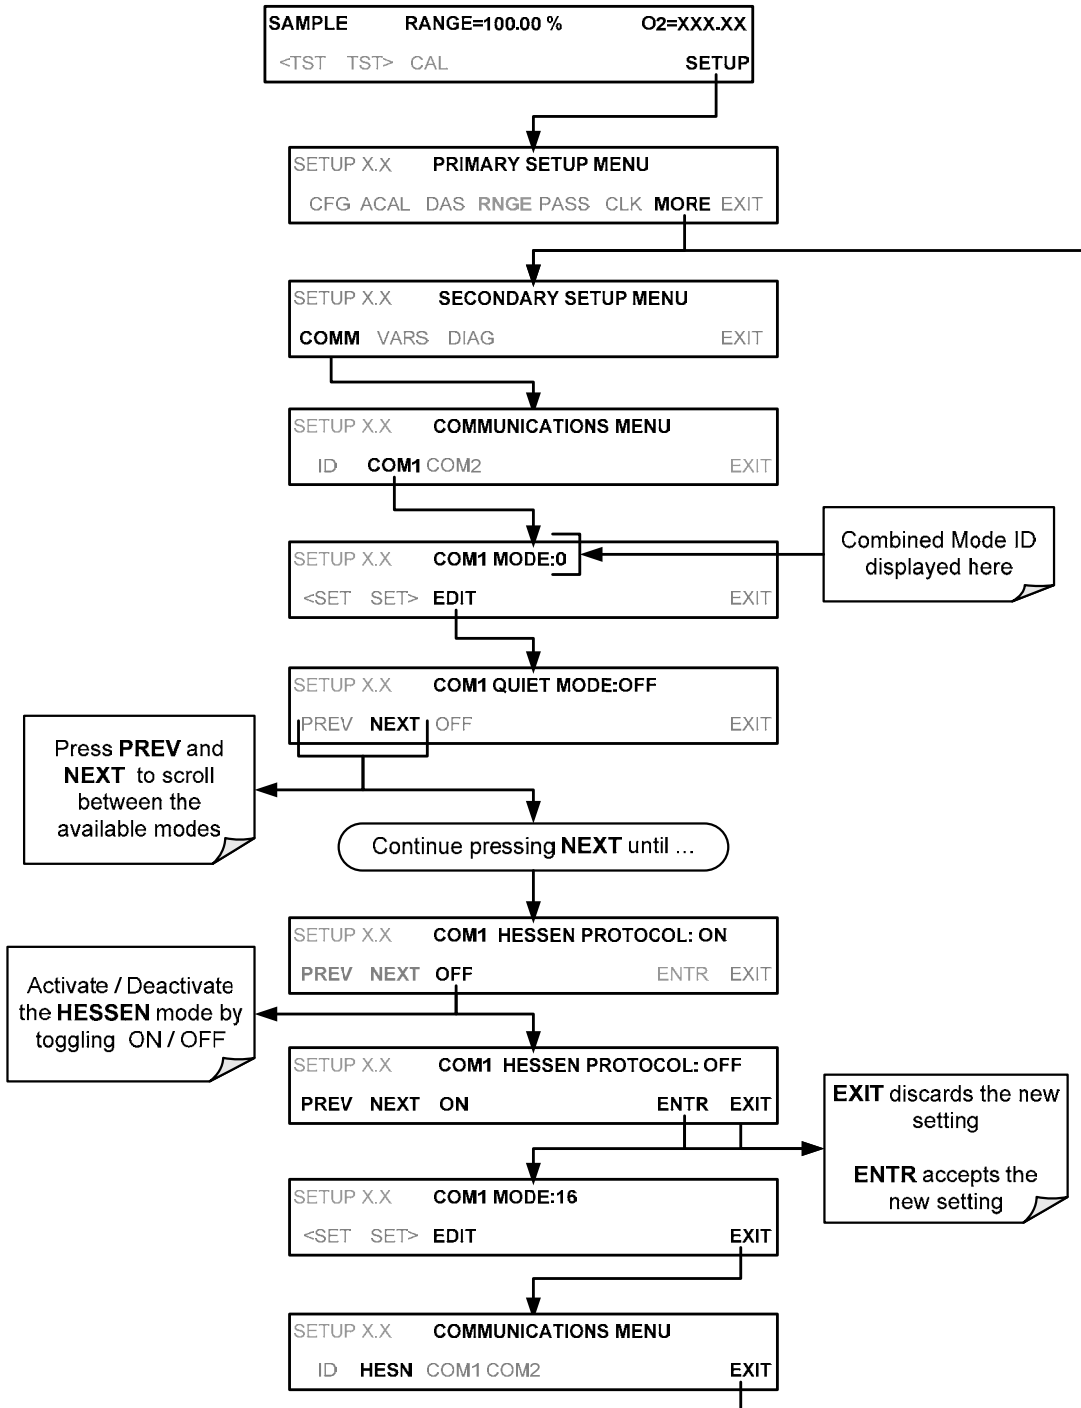 SAMPLE RANGE=100.00 % O2=XXX.XX
<TST TST> CAL SETUP
SETUP X.X PRIMARY SETUP MENU
CFG ACAL DAS RNGE PASS CLK MORE EXIT
SETUP X.X SECONDARY SETUP MENU
COMM VARS DIAG EXIT
SETUP X.X COMMUNICATIONS MENU
ID COM1 COM2 EXIT
SETUP X.X COM1 MODE:0
<SET SET> EDIT EXIT
Combined Mode ID
displayed here
SETUP X.X COM1 QUIET MODE:OFF
PREV NEXT OFF EXIT
Press PREV and
NEXT to scroll
between the
available modes
Continue pressing NEXT until ...
SETUP X.X COM1 HESSEN PROTOCOL: ON
PREV NEXT OFF ENTR EXIT
Activate / Deactivate
the HESSEN mode by
toggling ON / OFF
SETUP X.X COM1 HESSEN PROTOCOL: OFF
PREV NEXT ON ENTR EXIT
EXIT discards the new
setting
ENTR accepts the
new setting
SETUP X.X COM1 MODE:16
<SET SET> EDIT EXIT
SETUP X.X COMMUNICATIONS MENU
ID HESN COM1 COM2 EXIT